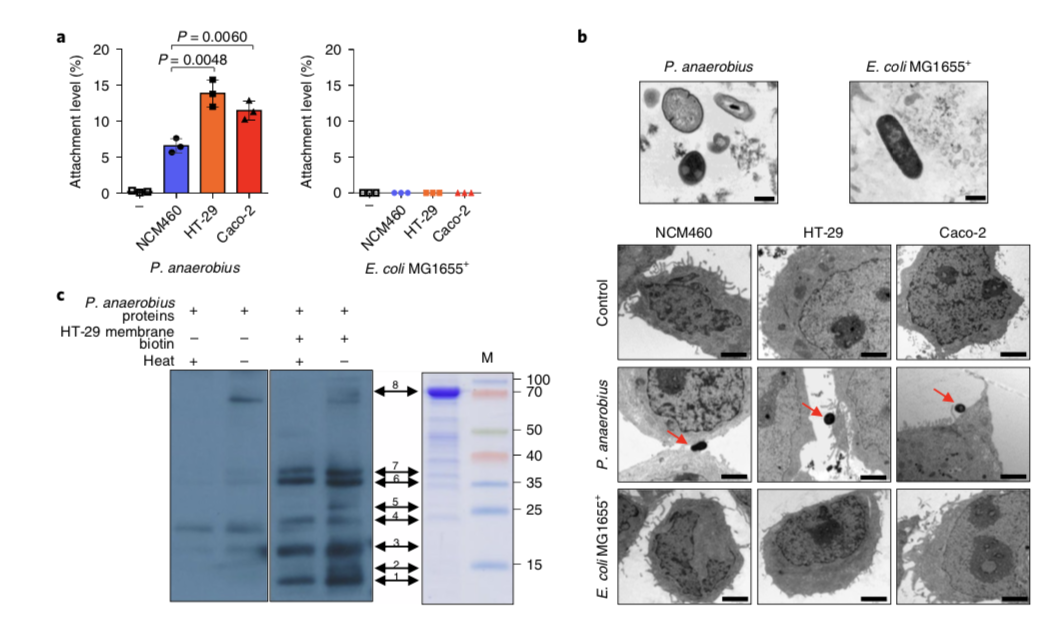 a
P = 0.0060
P = 0.0048
Attachment level (%)
20
15
10
5
0
–
NCM460
HT-29
Caco-2
P. anaerobius
Attachment level (%)
20
15
10
5
0
–
NCM460
HT-29
Caco-2
E. coli MG1655+
b
P. anaerobius
E. coli MG1655+
NCM460
HT-29
Caco-2
Control
P. anaerobius
E. coli MG1655+
c
P. anaerobius
proteins
+ + + +
HT-29 membrane
biotin
– – + +
Heat
+ – + –
M
8
7
6
5
4
3
2
1
100
70
50
40
35
25
15